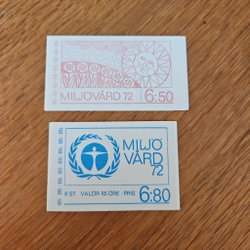 MILJÖVÅRD 72 6:50
MILJÖ
VÅRD
72
8 ST. VALÖR 85 ÖRE · PRIS
6:80